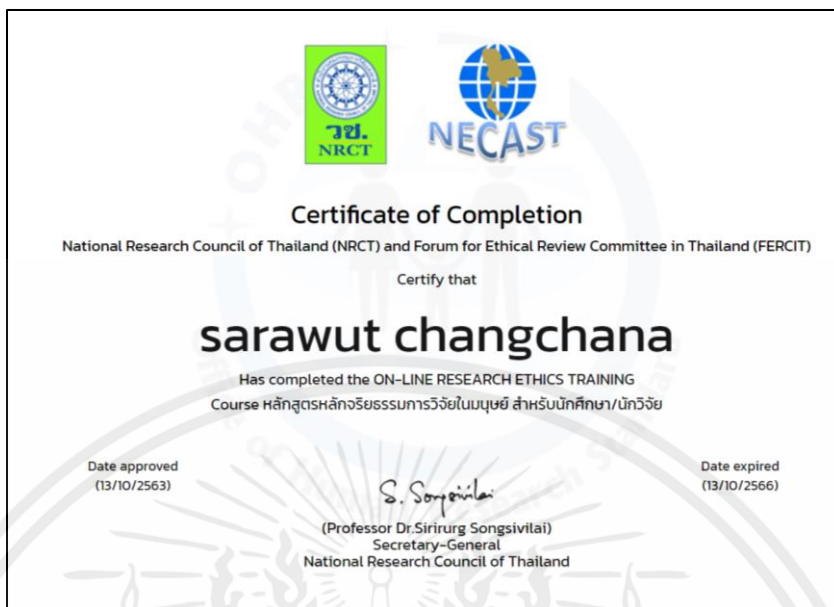 วช.
NRCT
NECAST
Certificate of Completion
National Research Council of Thailand (NRCT) and Forum for Ethical Review Committee in Thailand (FERCIT)
Certify that
sarawut changchana
Has completed the ON-LINE RESEARCH ETHICS TRAINING
Course หลักสูตรหลักจริยธรรมการวิจัยในมนุษย์ สำหรับนักศึกษา/นักวิจัย
Date approved
(13/10/2563)
Date expired
(13/10/2566)
S. Songsivilai
(Professor Dr.Sirirurg Songsivilai)
Secretary-General
National Research Council of Thailand